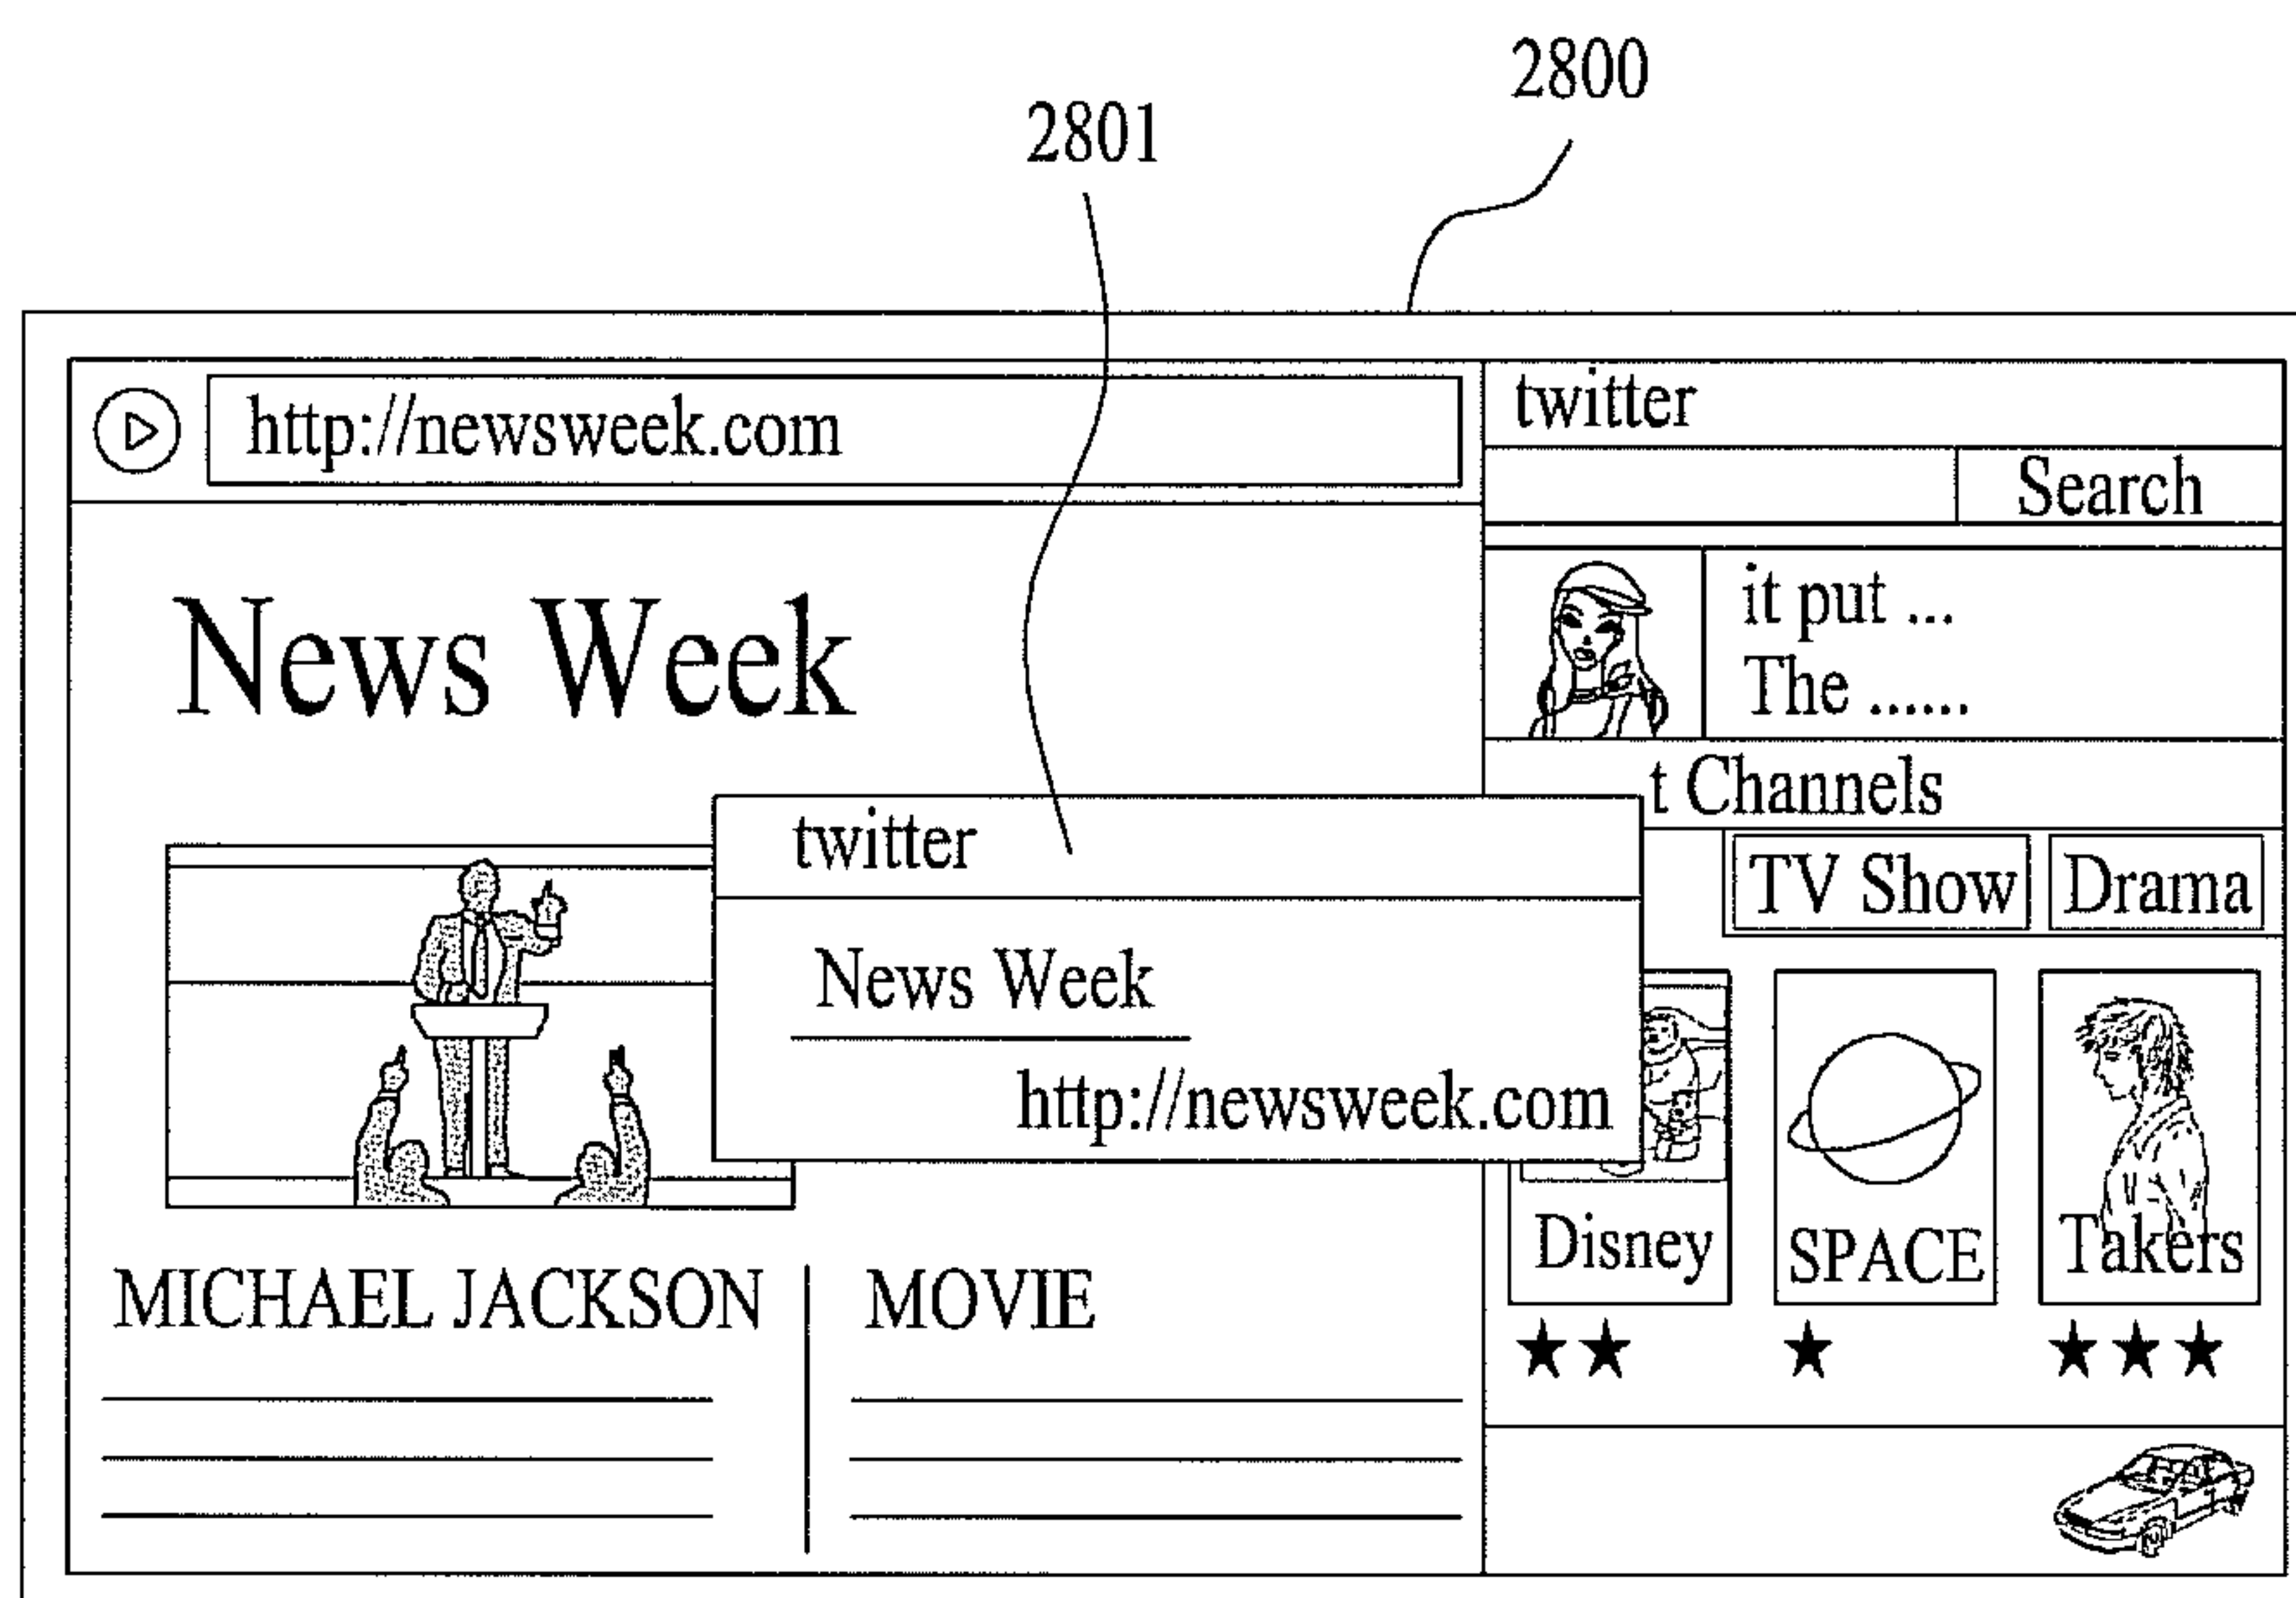 2800
2801
http://newsweek.com
twitter
Search
News Week
it put ...
The ......
t Channels
twitter
TV Show
Drama
News Week
http://newsweek.com
Disney
SPACE
Takers
MICHAEL JACKSON
MOVIE